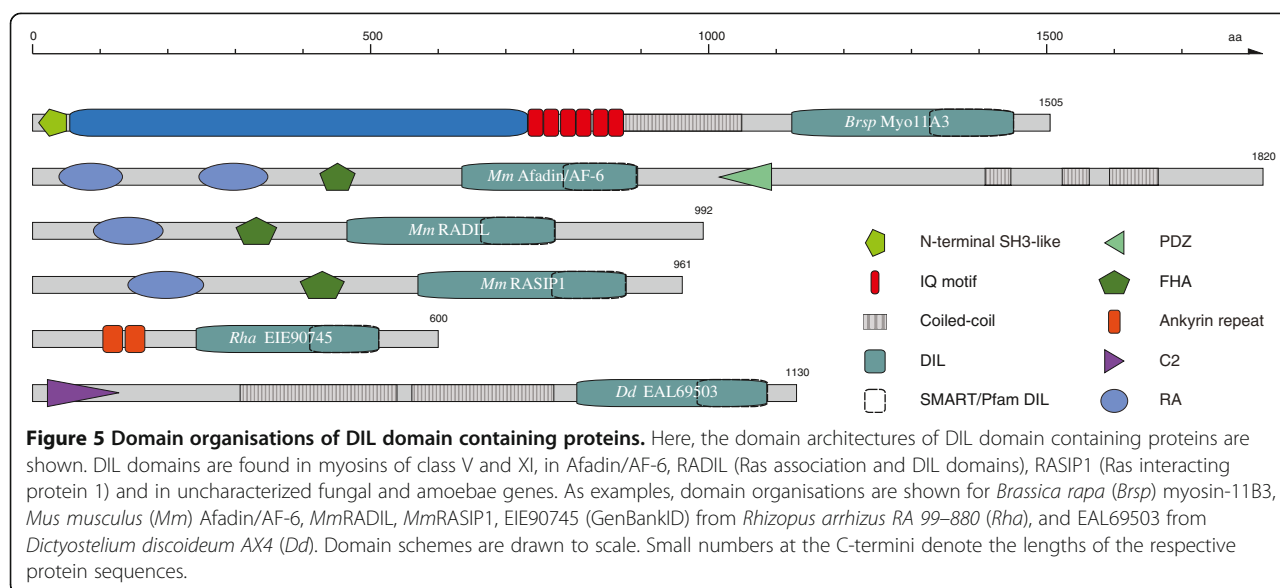 0 500 1000 1500 aa
Brsp Myo11A3 1505
Mm Afadin/AF-6 1820
Mm RADIL 992
Mm RASIP1 961
Rha EIE90745 600
Dd EAL69503 1130
N-terminal SH3-like PDZ
IQ motif FHA
Coiled-coil Ankyrin repeat
DIL C2
SMART/Pfam DIL RA
Figure 5 Domain organisations of DIL domain containing proteins. Here, the domain architectures of DIL domain containing proteins are
shown. DIL domains are found in myosins of class V and XI, in Afadin/AF-6, RADIL (Ras association and DIL domains), RASIP1 (Ras interacting
protein 1) and in uncharacterized fungal and amoebae genes. As examples, domain organisations are shown for Brassica rapa (Brsp) myosin-11B3,
Mus musculus (Mm) Afadin/AF-6, MmRADIL, MmRASIP1, EIE90745 (GenBankID) from Rhizopus arrhizus RA 99–880 (Rha), and EAL69503 from
Dictyostelium discoideum AX4 (Dd). Domain schemes are drawn to scale. Small numbers at the C-termini denote the lengths of the respective
protein sequences.